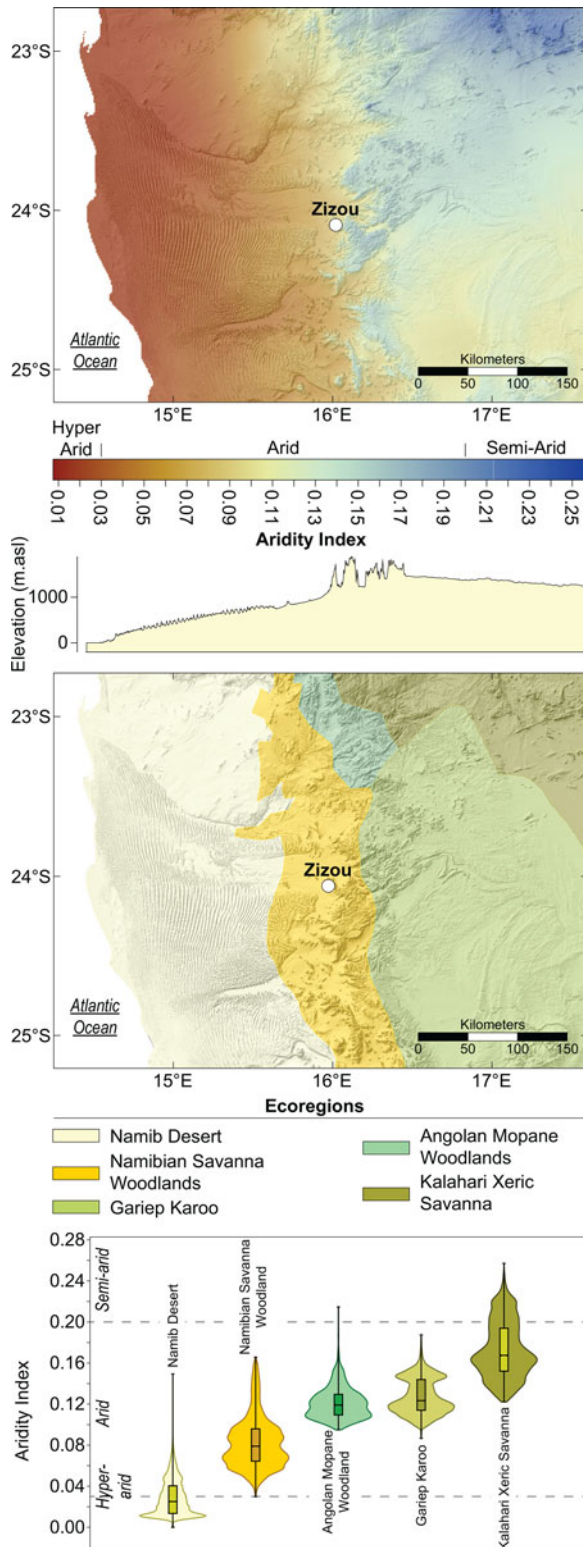 23°S
24°S
Zizou
Atlantic
Ocean
25°S
Kilometers
0 50 100 150
15°E 16°E 17°E
Hyper
Arid Arid Semi-Arid
0.01 0.03 0.05 0.07 0.09 0.11 0.13 0.15 0.17 0.19 0.21 0.23 0.25
Aridity Index
Elevation (m.asl)
1000
0
23°S
24°S
Zizou
Atlantic
Ocean
25°S
Kilometers
0 50 100 150
15°E 16°E 17°E
Ecoregions
Namib Desert
Namibian Savanna
Woodlands
Gariep Karoo
Angolan Mopane
Woodlands
Kalahari Xeric
Savanna
Aridity Index
0.28
0.24
0.20
0.16
0.12
0.08
0.04
0.00
Semi-arid
Arid
Hyper-
arid
Namib Desert
Namibian Savanna
Woodland
Angolan Mopane
Woodland
Gariep Karoo
Kalahari Xeric Savanna